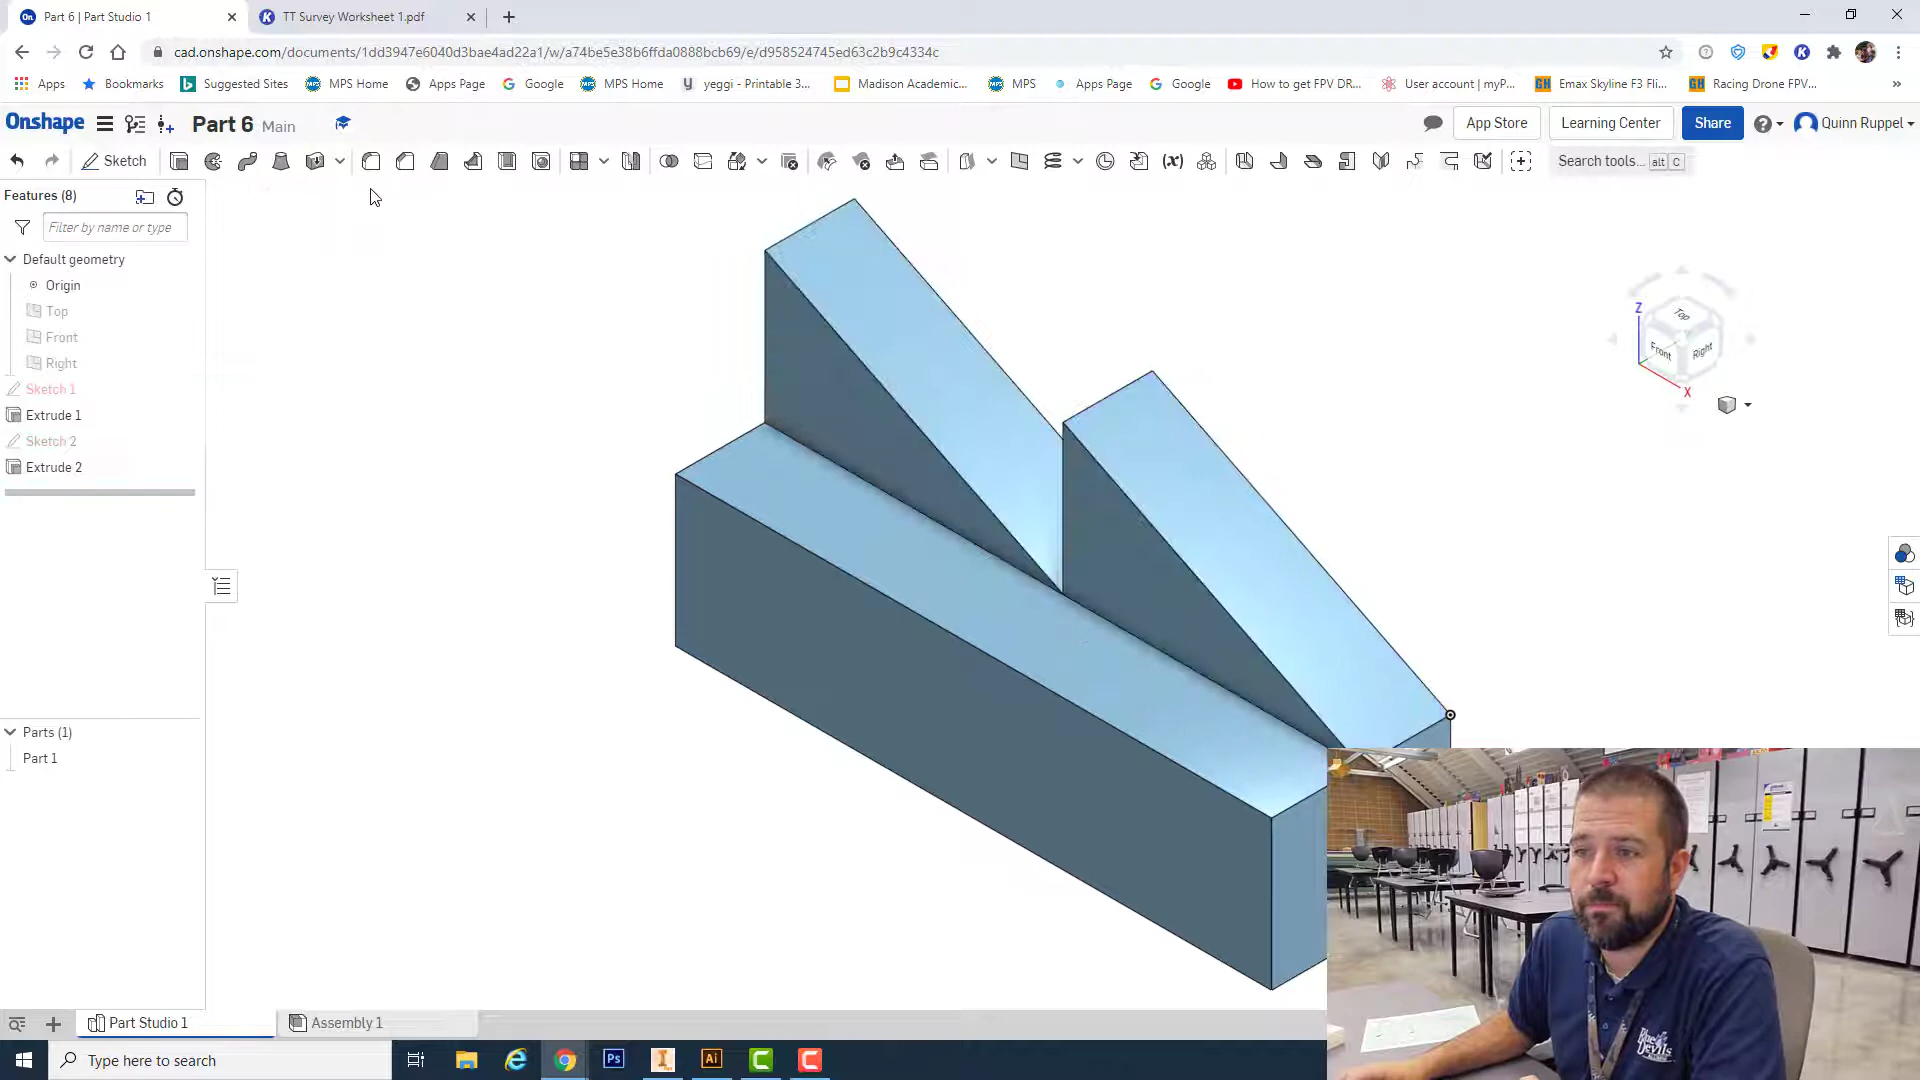 Part 6 | Part Studio 1
TT Survey Worksheet 1.pdf
cad.onshape.com/documents/1dd3947e6040d3bae4ad22a1/w/a74be5e38b6ffda0888bcb69/e/d958524745ed63c2b9c4334c
Apps Bookmarks Suggested Sites MPS Home Apps Page Google MPS Home yeggi - Printable 3... Madison Academic... MPS Apps Page Google How to get FPV DR... User account | myP... Emax Skyline F3 Fli... Racing Drone FPV...
Onshape Part 6 Main App Store Learning Center Share Quinn Ruppel
Sketch Search tools... alt C
Features (8)
Filter by name or type
Default geometry
Origin
Top
Front
Right
Sketch 1
Extrude 1
Sketch 2
Extrude 2
Z
Top
Front Right
X
Parts (1)
Part 1
Blue
Devils
Part Studio 1 Assembly 1
Type here to search
Ps Ai